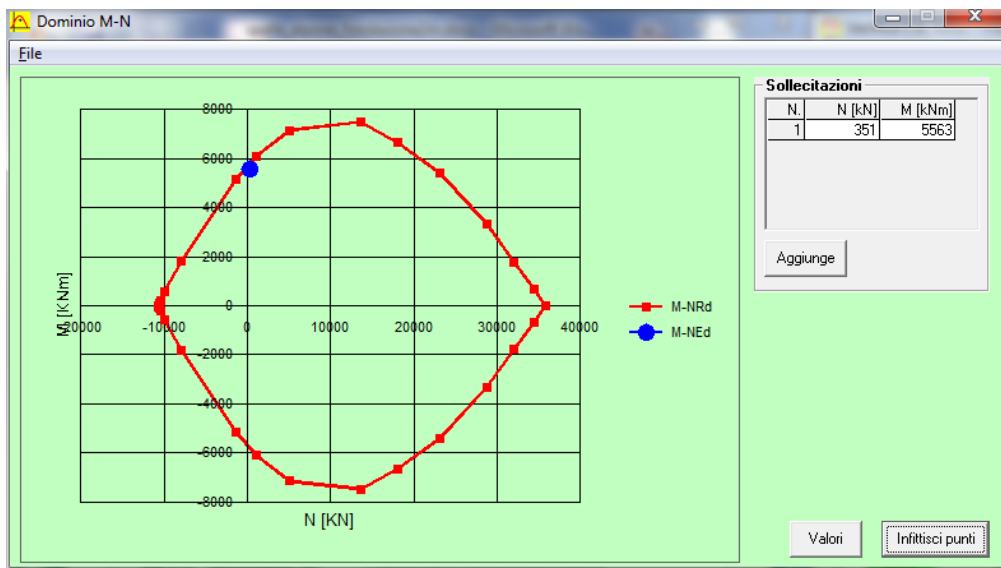 Dominio M-N
File
8000
6000
4000
2000
0
-20000 -10000 0 10000 20000 30000 40000
-2000
-4000
-6000
-8000
M [KNm]
N [KN]
M-NRd
M-NEd
Sollecitazioni
N. N [kN] M [kNm]
1 351 5563
Aggiunge
Valori Infittisci punti